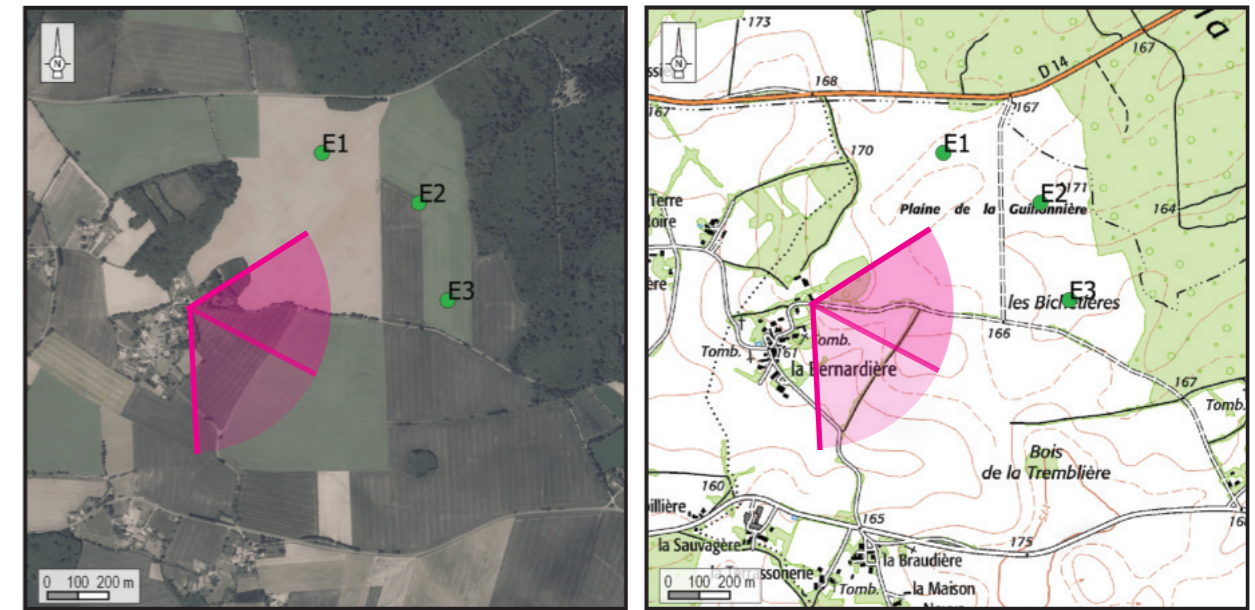 N
E1
E2
E3
0 100 200 m
N
173
D 14
167
168
167
167
E1
170
E2
171
Terre
Plaine de la Guillonnière
164
E3
les Bichetières
166
Tomb.
Tomb.
161
la Bernardière
167
Tomb.
Bois
de la Tremblière
160
165
la Sauvagère
175
la Braudière
ssonerie
la Maison
Tomb.
0 100 200 m